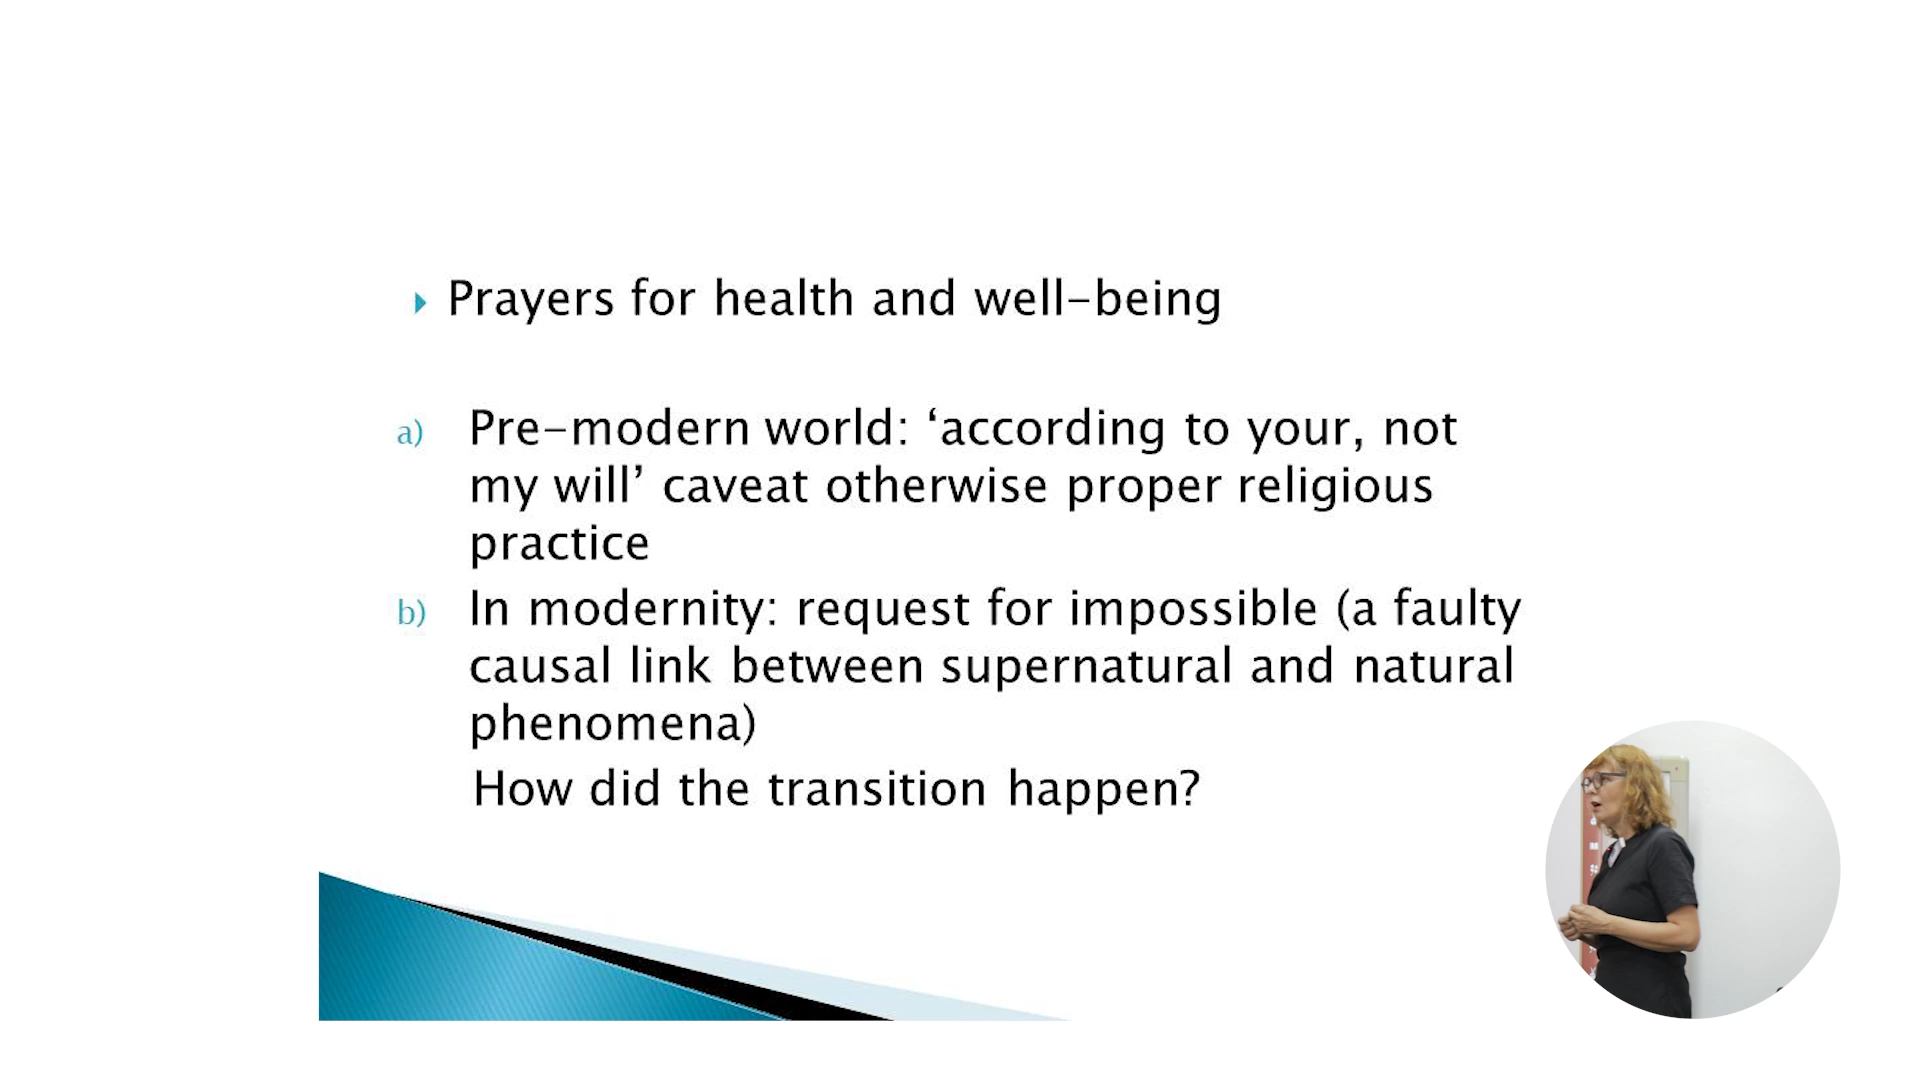 Prayers for health and well-being
a) Pre-modern world: ‘according to your, not
my will’ caveat otherwise proper religious
practice
b) In modernity: request for impossible (a faulty
causal link between supernatural and natural
phenomena)
How did the transition happen?